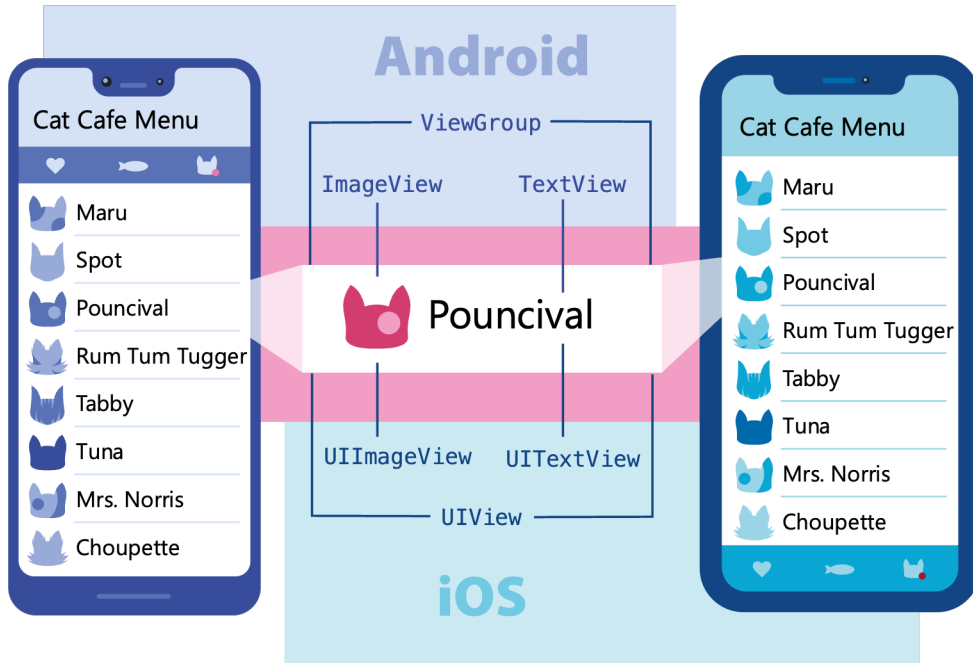 Android
Cat Cafe Menu
Maru
Spot
Pouncival
Rum Tum Tugger
Tabby
Tuna
Mrs. Norris
Choupette
ViewGroup
ImageView TextView
Pouncival
UIImageView UITextView
UIView
iOS
Cat Cafe Menu
Maru
Spot
Pouncival
Rum Tum Tugger
Tabby
Tuna
Mrs. Norris
Choupette